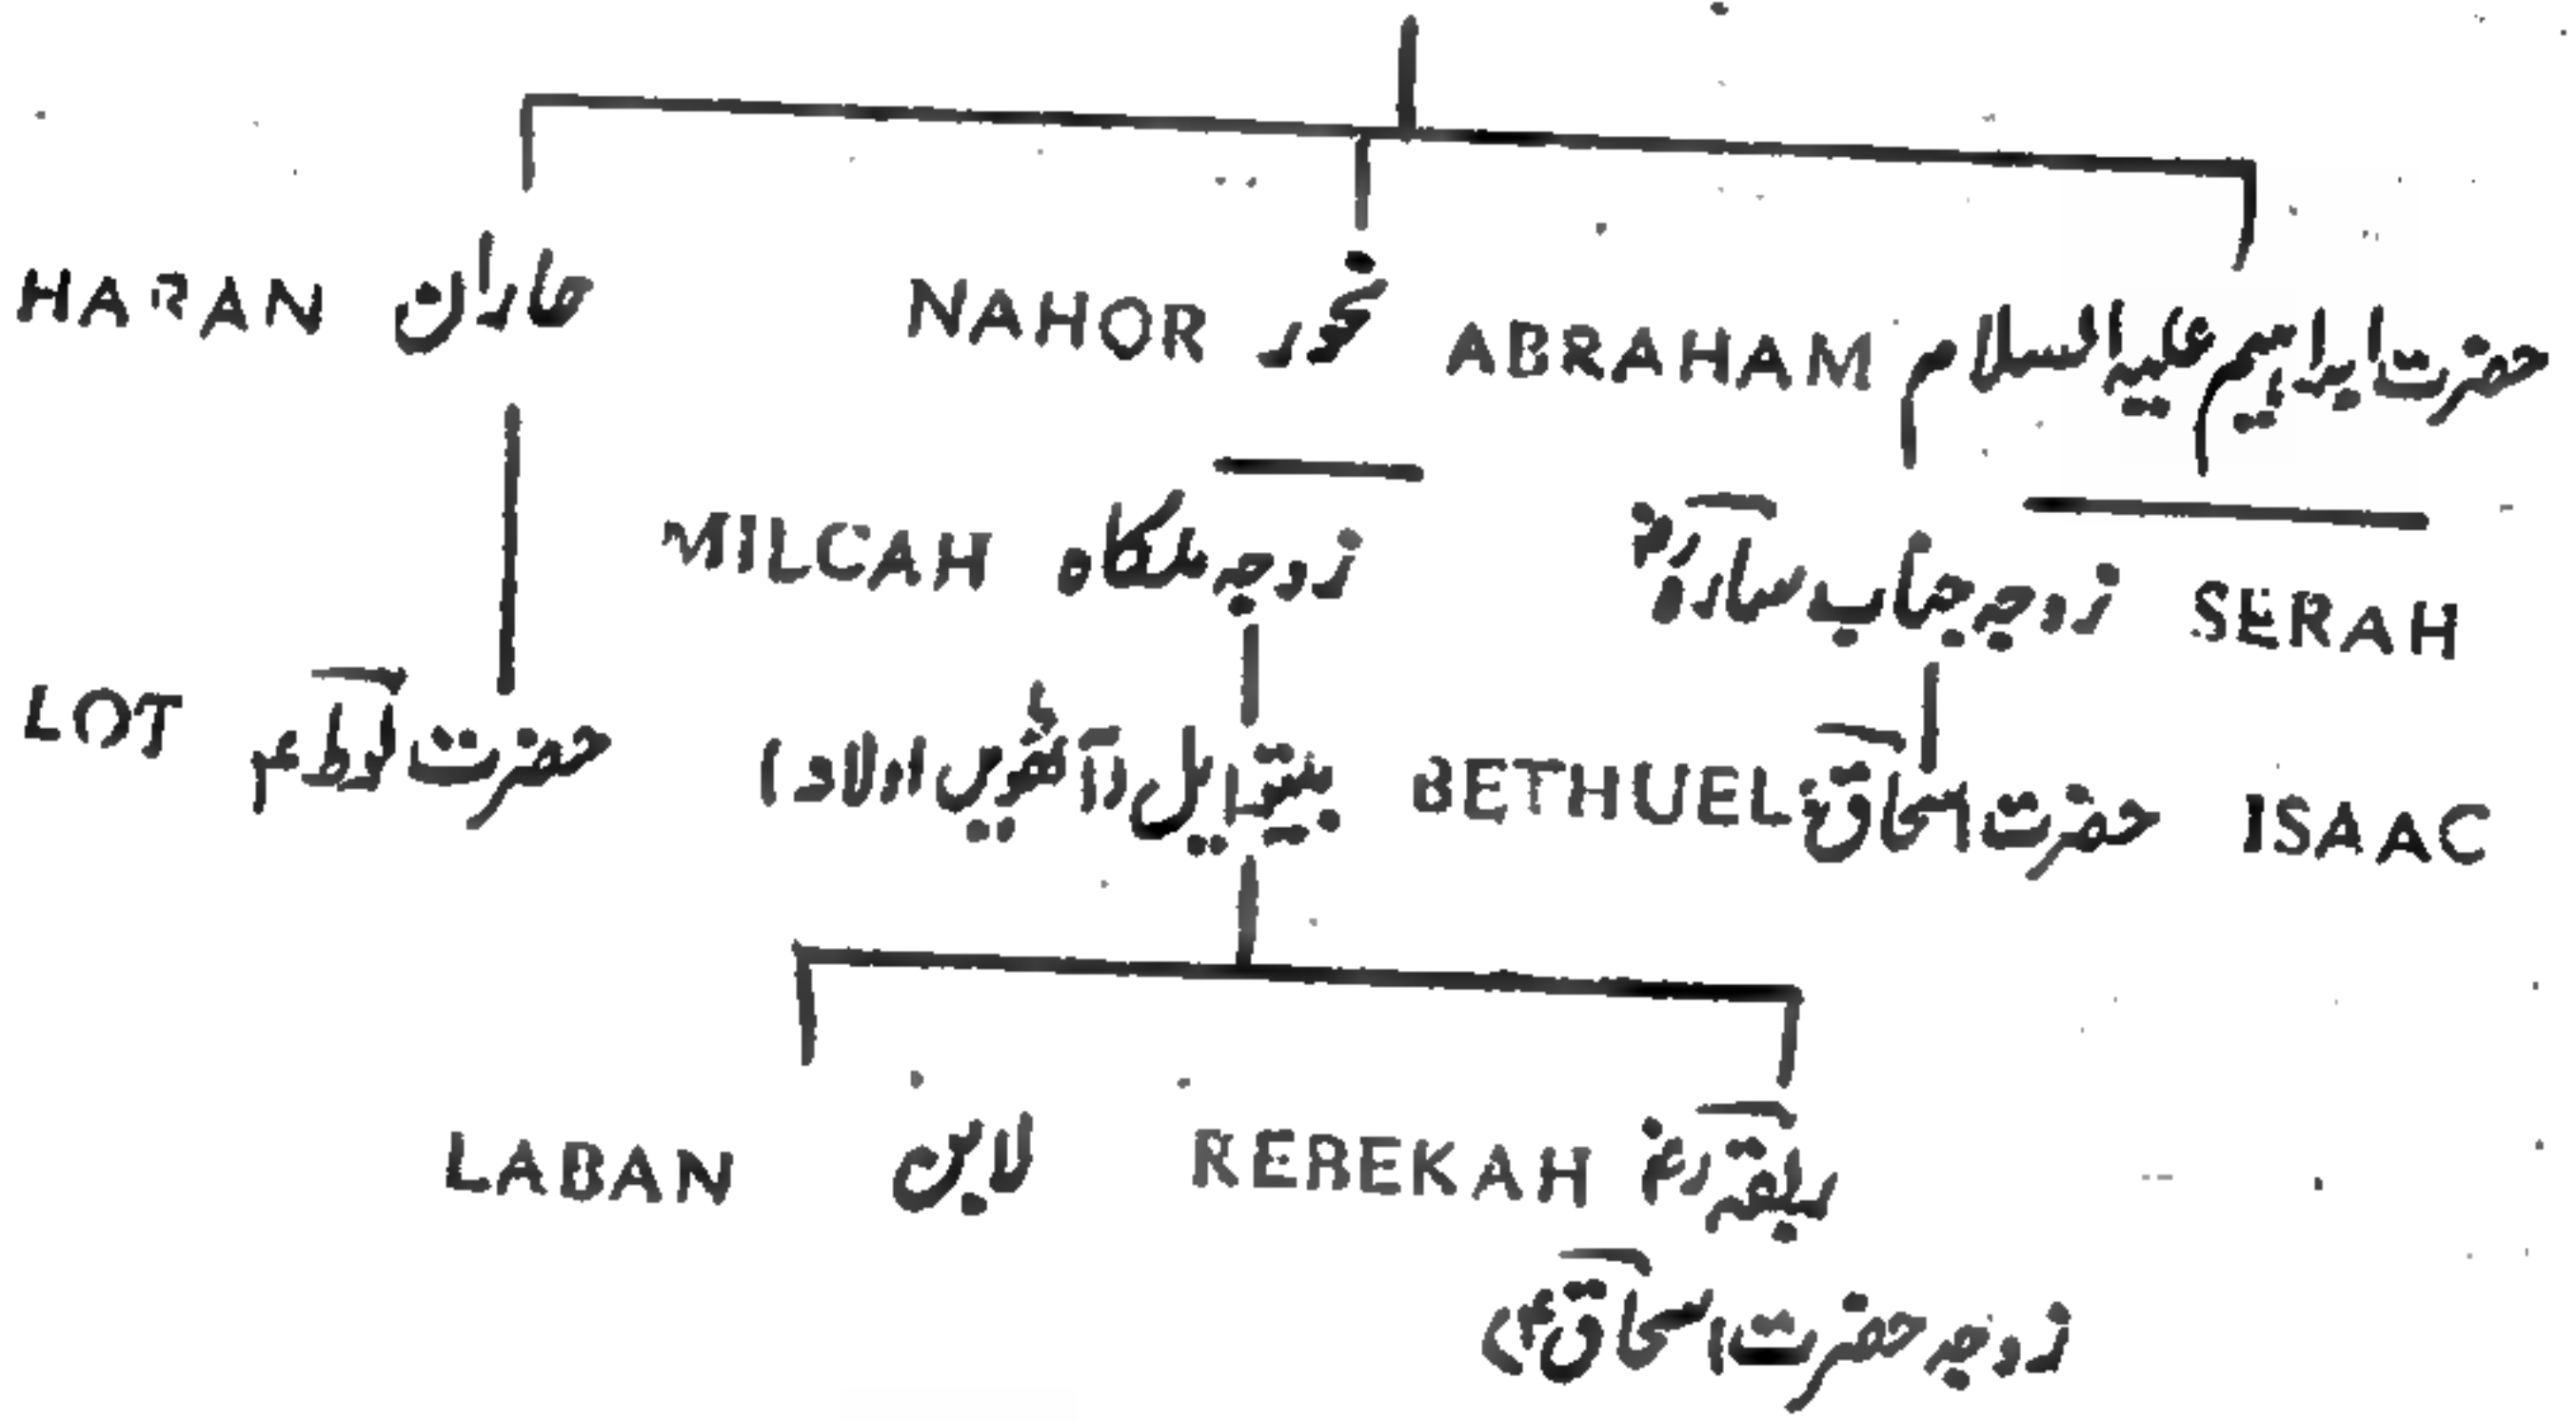 HARAN حاران NAHOR نحور ABRAHAM حضرت ابراہیم علیہ السلام
MILCAH زوجہ ملکاہ زوجہ جناب سارہؓ SERAH
LOT حضرت لوطؑ بیتوایل (آٹھویں اولاد) BETHUEL حضرت اسحاقؑ ISAAC
LABAN لابن REBEKAH ربقہؓ
زوجہ حضرت اسحاقؑ)